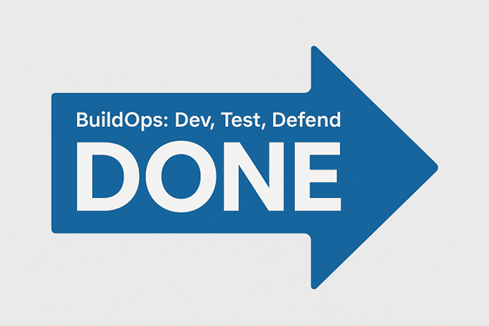 BuildOps: Dev, Test, Defend
DONE